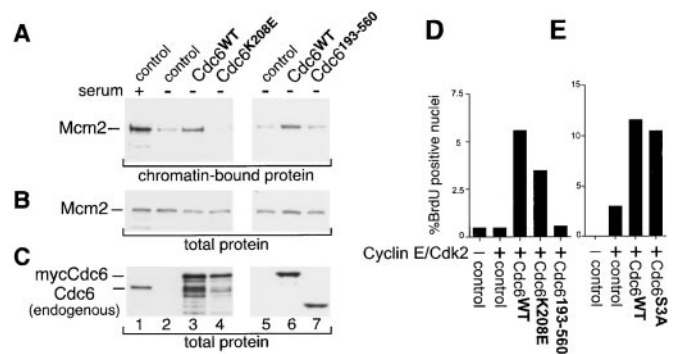 A
control
control
Cdc6WT
Cdc6K208E
control
Cdc6WT
Cdc6193-560
serum + - - - - - -
Mcm2
chromatin-bound protein
B
Mcm2
total protein
C
mycCdc6
Cdc6
(endogenous)
1 2 3 4 5 6 7
total protein
D
%BrdU positive nuclei
7.5
5
2.5
0
Cyclin E/Cdk2 - + + + +
control
control
Cdc6WT
Cdc6K208E
Cdc6193-560
E
15
10
5
0
- + + +
control
control
Cdc6WT
Cdc6S3A